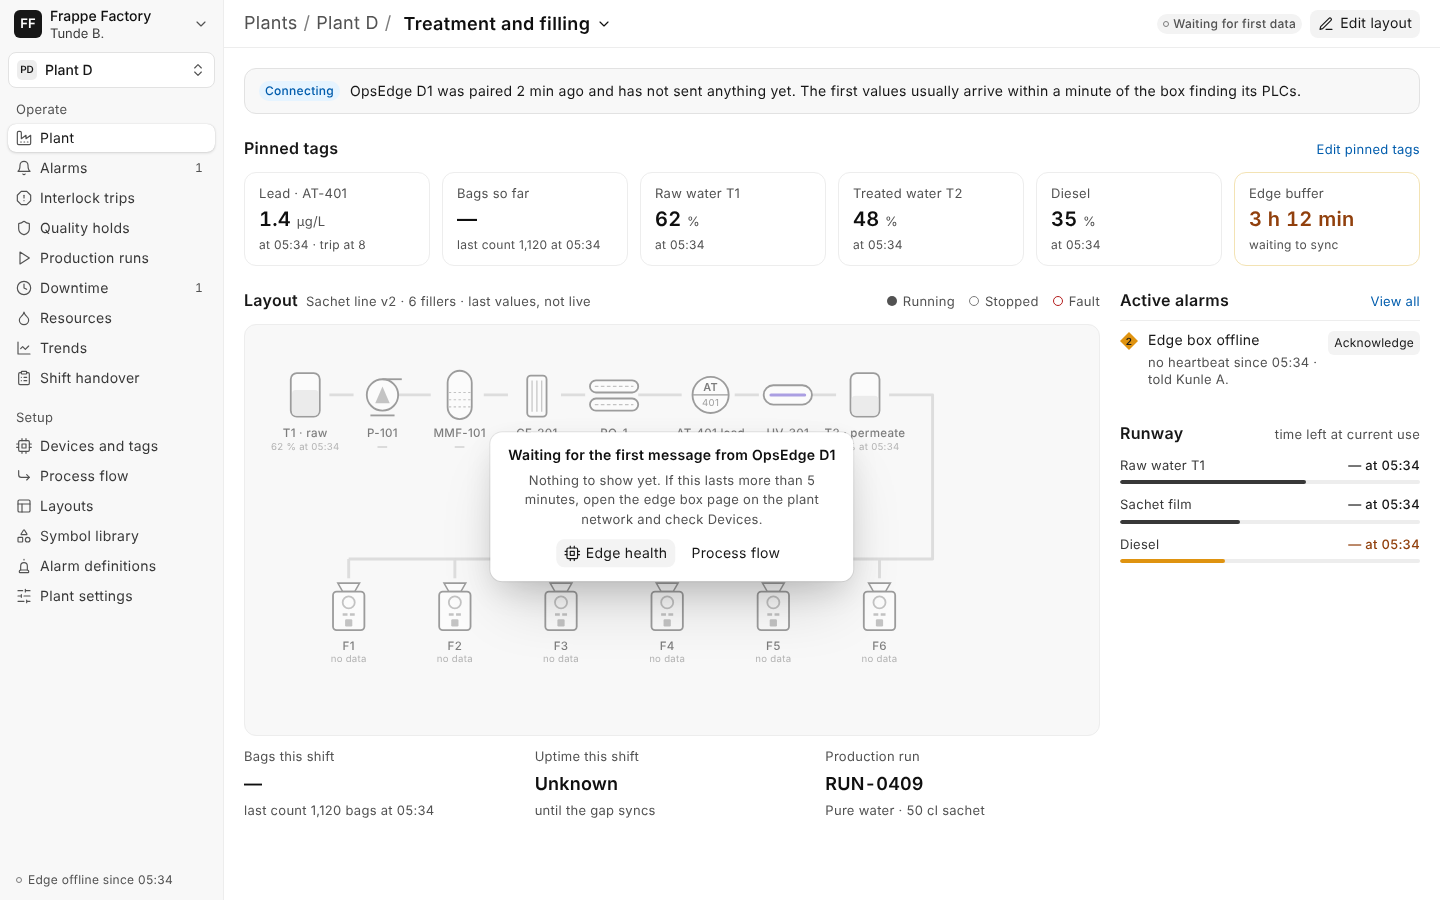 FF
Frappe Factory
Tunde B.
PD Plant D
Operate
Plant
Alarms 1
Interlock trips
Quality holds
Production runs
Downtime 1
Resources
Trends
Shift handover
Setup
Devices and tags
Process flow
Layouts
Symbol library
Alarm definitions
Plant settings
Edge offline since 05:34
Plants / Plant D / Treatment and filling
Waiting for first data
Edit layout
Connecting OpsEdge D1 was paired 2 min ago and has not sent anything yet. The first values usually arrive within a minute of the box finding its PLCs.
Pinned tags
Edit pinned tags
Lead · AT-401
1.4 µg/L
at 05:34 · trip at 8
Bags so far
—
last count 1,120 at 05:34
Raw water T1
62 %
at 05:34
Treated water T2
48 %
at 05:34
Diesel
35 %
at 05:34
Edge buffer
3 h 12 min
waiting to sync
Layout Sachet line v2 · 6 fillers · last values, not live
Running Stopped Fault
AT
401
T1 · raw
62 % at 05:34
P-101
—
MMF-101
—
permeate
at 05:34
Waiting for the first message from OpsEdge D1
Nothing to show yet. If this lasts more than 5
minutes, open the edge box page on the plant
network and check Devices.
Edge health Process flow
F1
no data
F2
no data
F3
no data
F4
no data
F5
no data
F6
no data
Bags this shift
—
last count 1,120 bags at 05:34
Uptime this shift
Unknown
until the gap syncs
Production run
RUN-0409
Pure water · 50 cl sachet
Active alarms
View all
2 Edge box offline
no heartbeat since 05:34 ·
told Kunle A.
Acknowledge
Runway time left at current use
Raw water T1 — at 05:34
Sachet film — at 05:34
Diesel — at 05:34